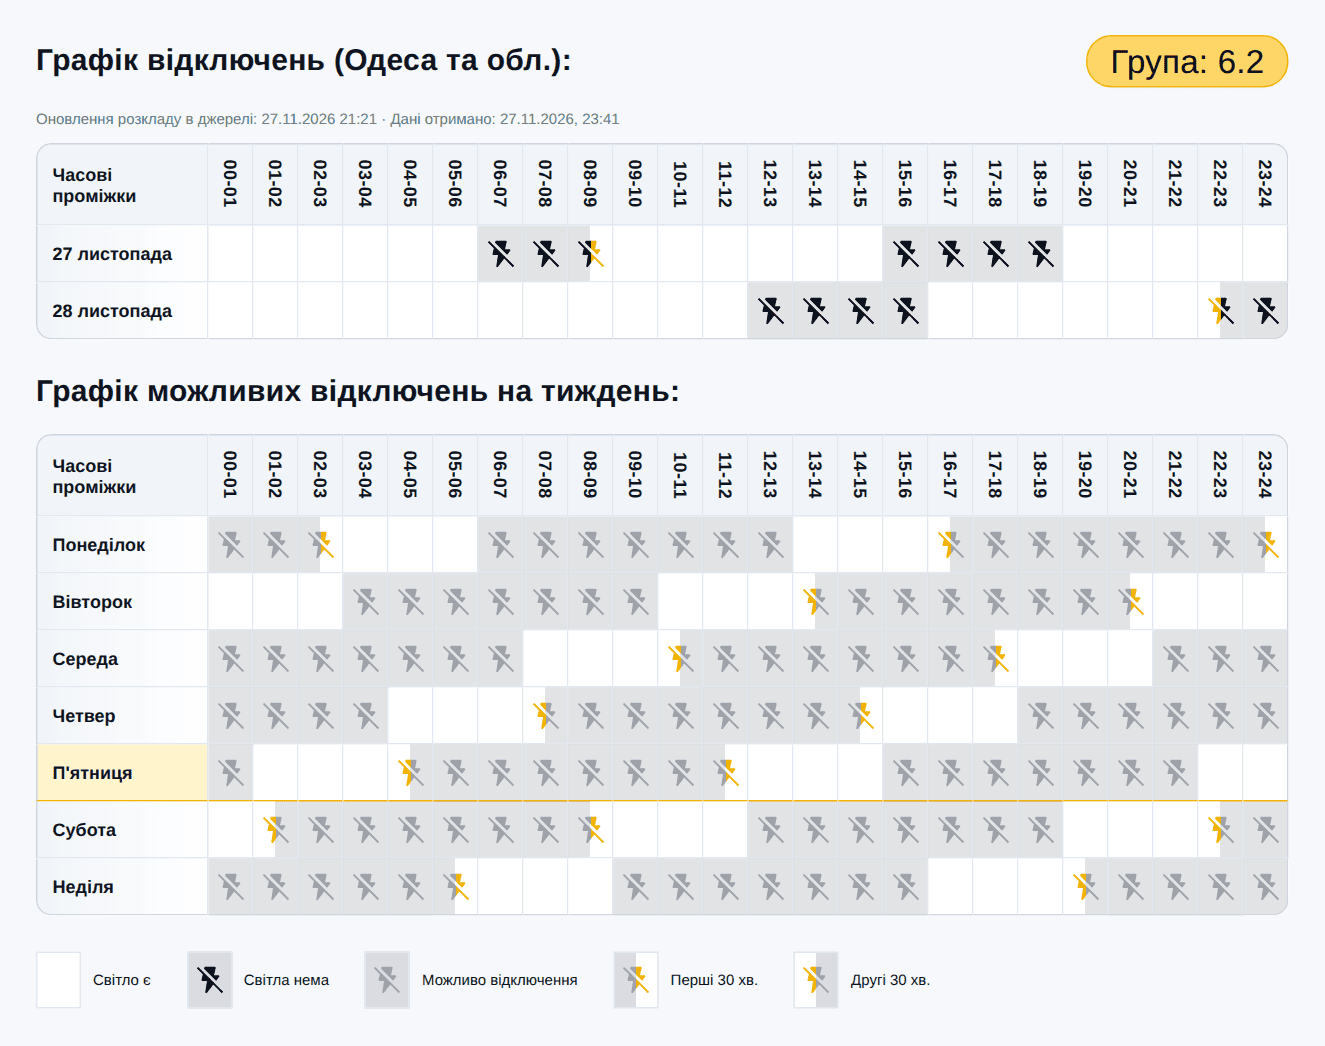 Графік відключень (Одеса та обл.):
Група: 6.2
Оновлення розкладу в джерелі: 27.11.2026 21:21 · Дані отримано: 27.11.2026, 23:41
Часові проміжки 00-01 01-02 02-03 03-04 04-05 05-06 06-07 07-08 08-09 09-10 10-11 11-12 12-13 13-14 14-15 15-16 16-17 17-18 18-19 19-20 20-21 21-22 22-23 23-24
27 листопада
28 листопада
Графік можливих відключень на тиждень:
Часові проміжки 00-01 01-02 02-03 03-04 04-05 05-06 06-07 07-08 08-09 09-10 10-11 11-12 12-13 13-14 14-15 15-16 16-17 17-18 18-19 19-20 20-21 21-22 22-23 23-24
Понеділок
Вівторок
Середа
Четвер
П'ятниця
Субота
Неділя
Світло є Світла нема Можливо відключення Перші 30 хв. Другі 30 хв.